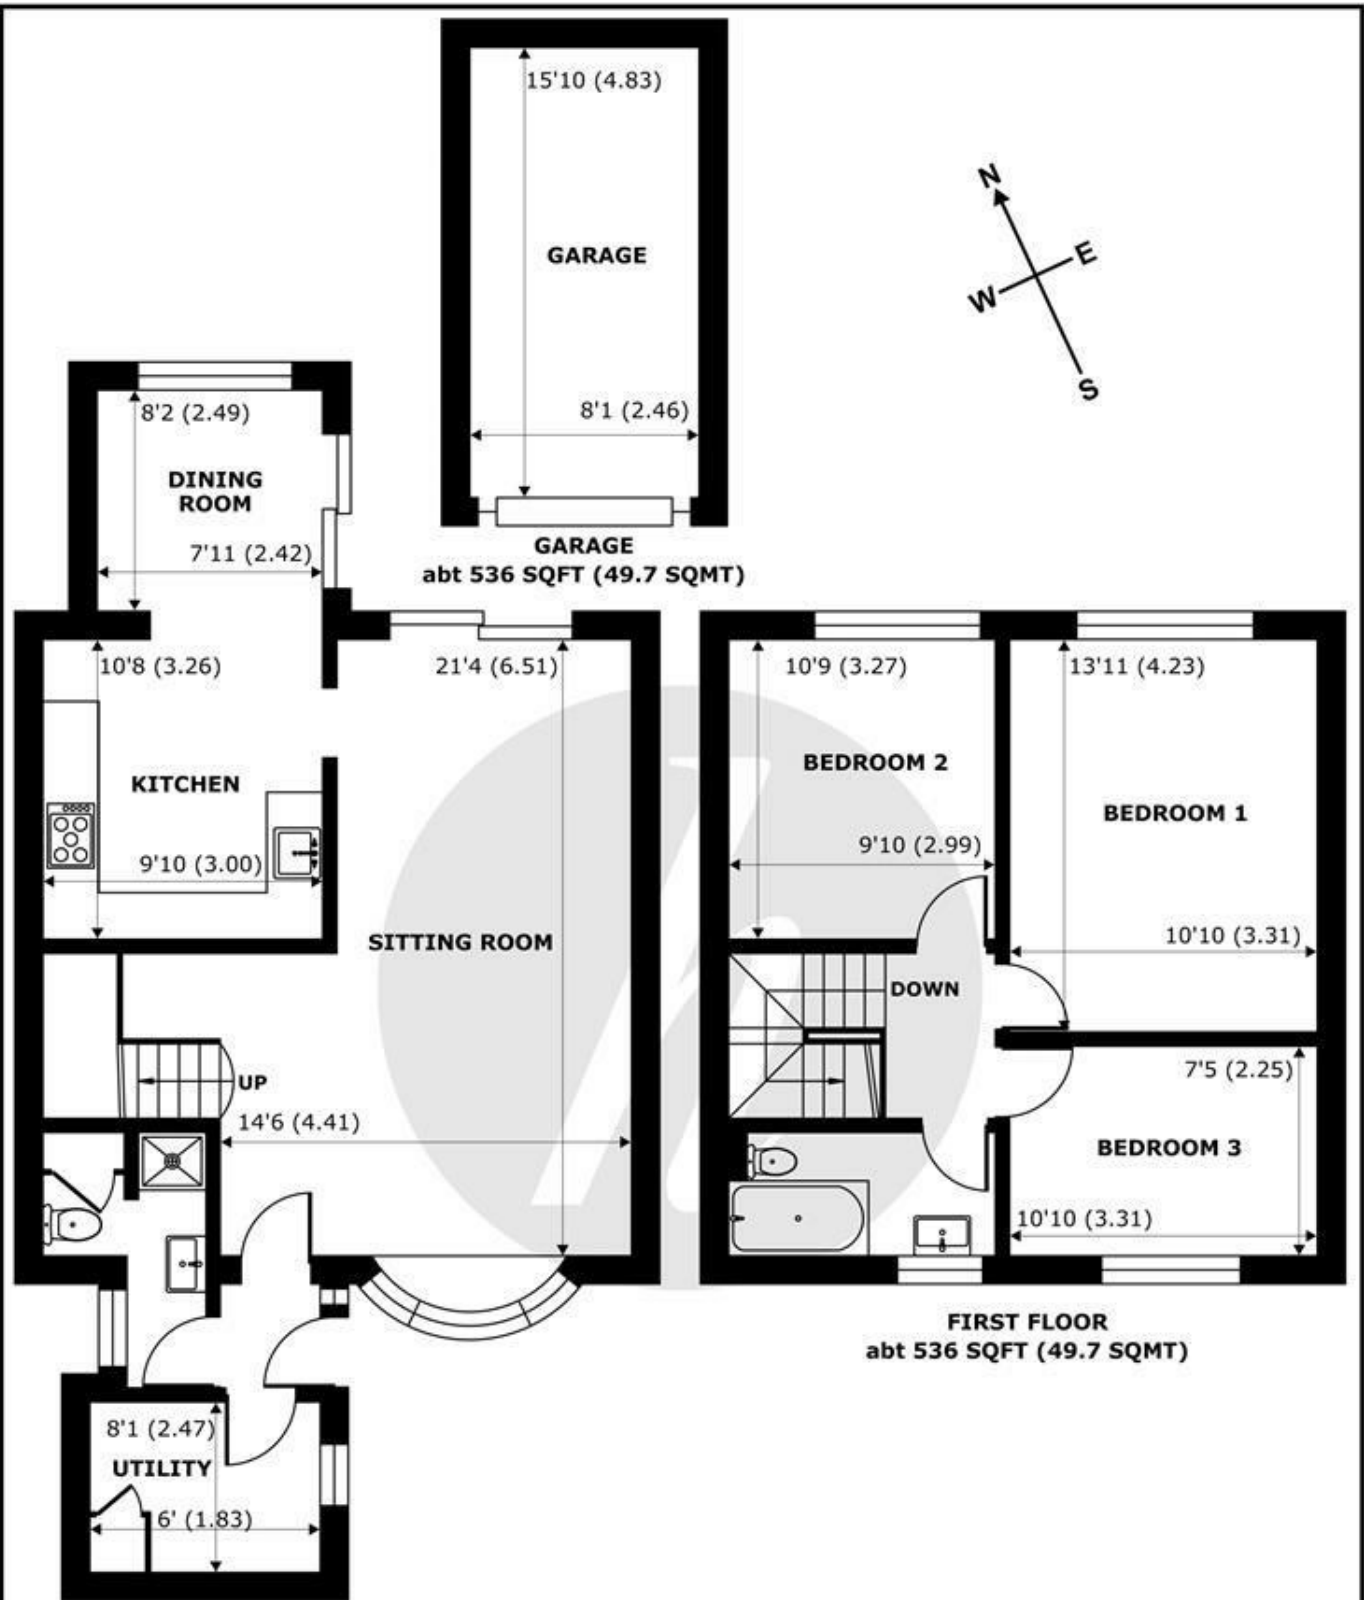 15'10 (4.83)
GARAGE
8'1 (2.46)
GARAGE
abt 536 SQFT (49.7 SQMT)
N
E
W
S
8'2 (2.49)
DINING
ROOM
7'11 (2.42)
10'8 (3.26)
KITCHEN
9'10 (3.00)
21'4 (6.51)
SITTING ROOM
UP
14'6 (4.41)
8'1 (2.47)
UTILITY
6' (1.83)
10'9 (3.27)
BEDROOM 2
9'10 (2.99)
13'11 (4.23)
BEDROOM 1
10'10 (3.31)
DOWN
7'5 (2.25)
BEDROOM 3
10'10 (3.31)
FIRST FLOOR
abt 536 SQFT (49.7 SQMT)
h